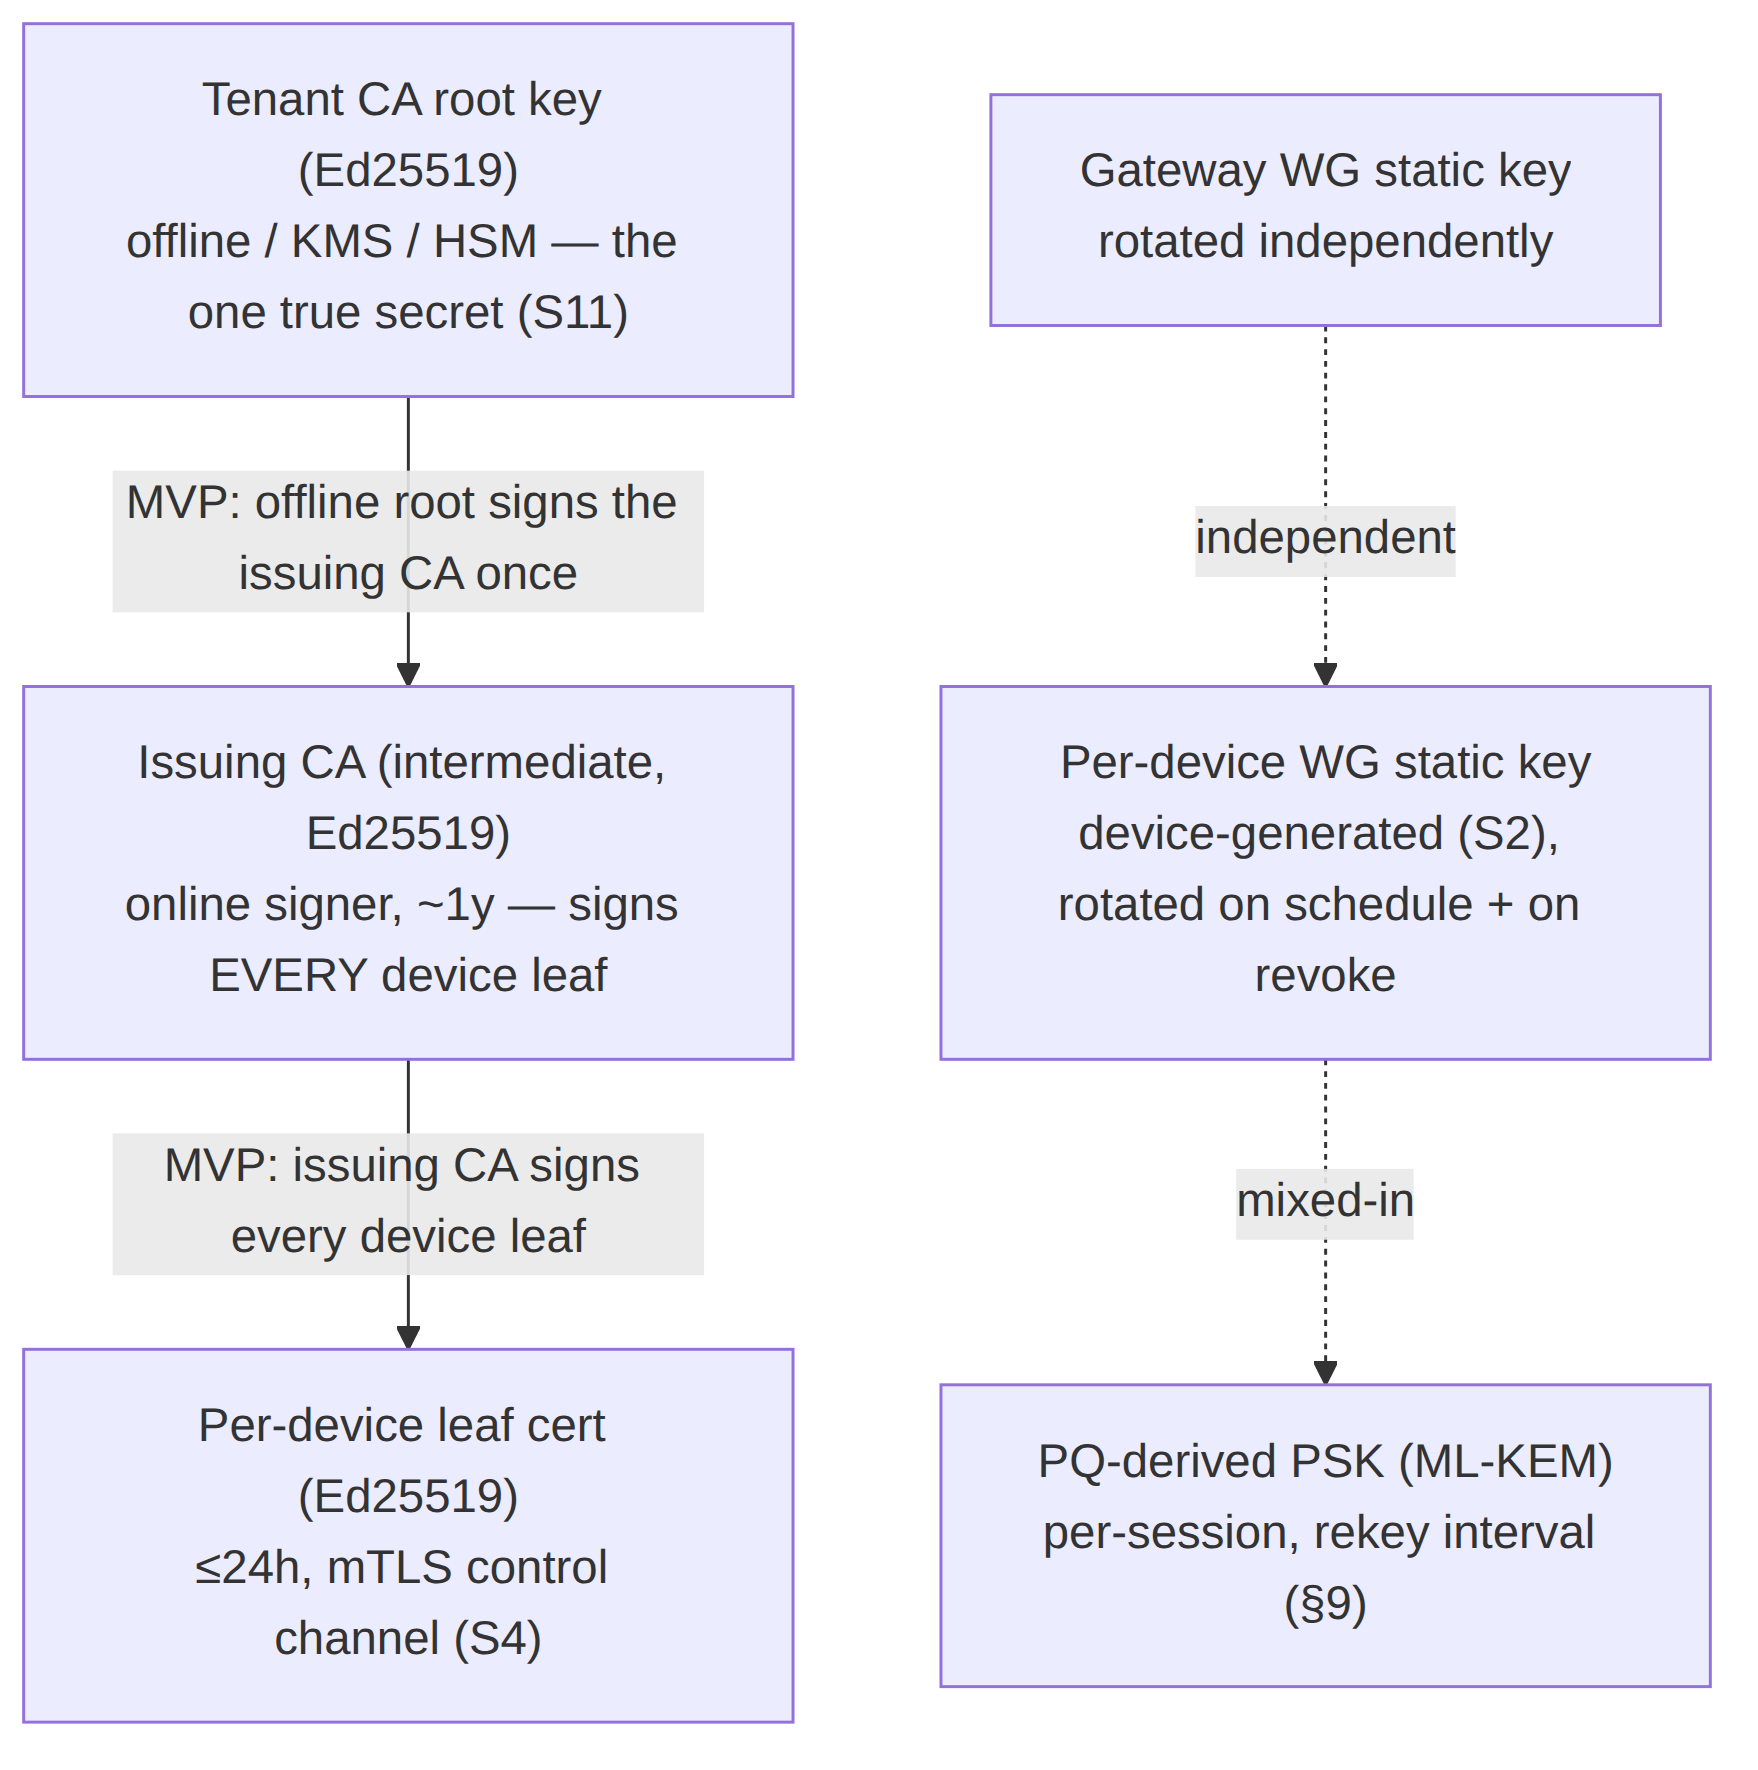 Tenant CA root key
(Ed25519)
offline / KMS / HSM — the
one true secret (S11)
MVP: offline root signs the
issuing CA once
Issuing CA (intermediate,
Ed25519)
online signer, ~1y — signs
EVERY device leaf
MVP: issuing CA signs
every device leaf
Per-device leaf cert
(Ed25519)
≤24h, mTLS control
channel (S4)
Gateway WG static key
rotated independently
independent
Per-device WG static key
device-generated (S2),
rotated on schedule + on
revoke
mixed-in
PQ-derived PSK (ML-KEM)
per-session, rekey interval
(§9)